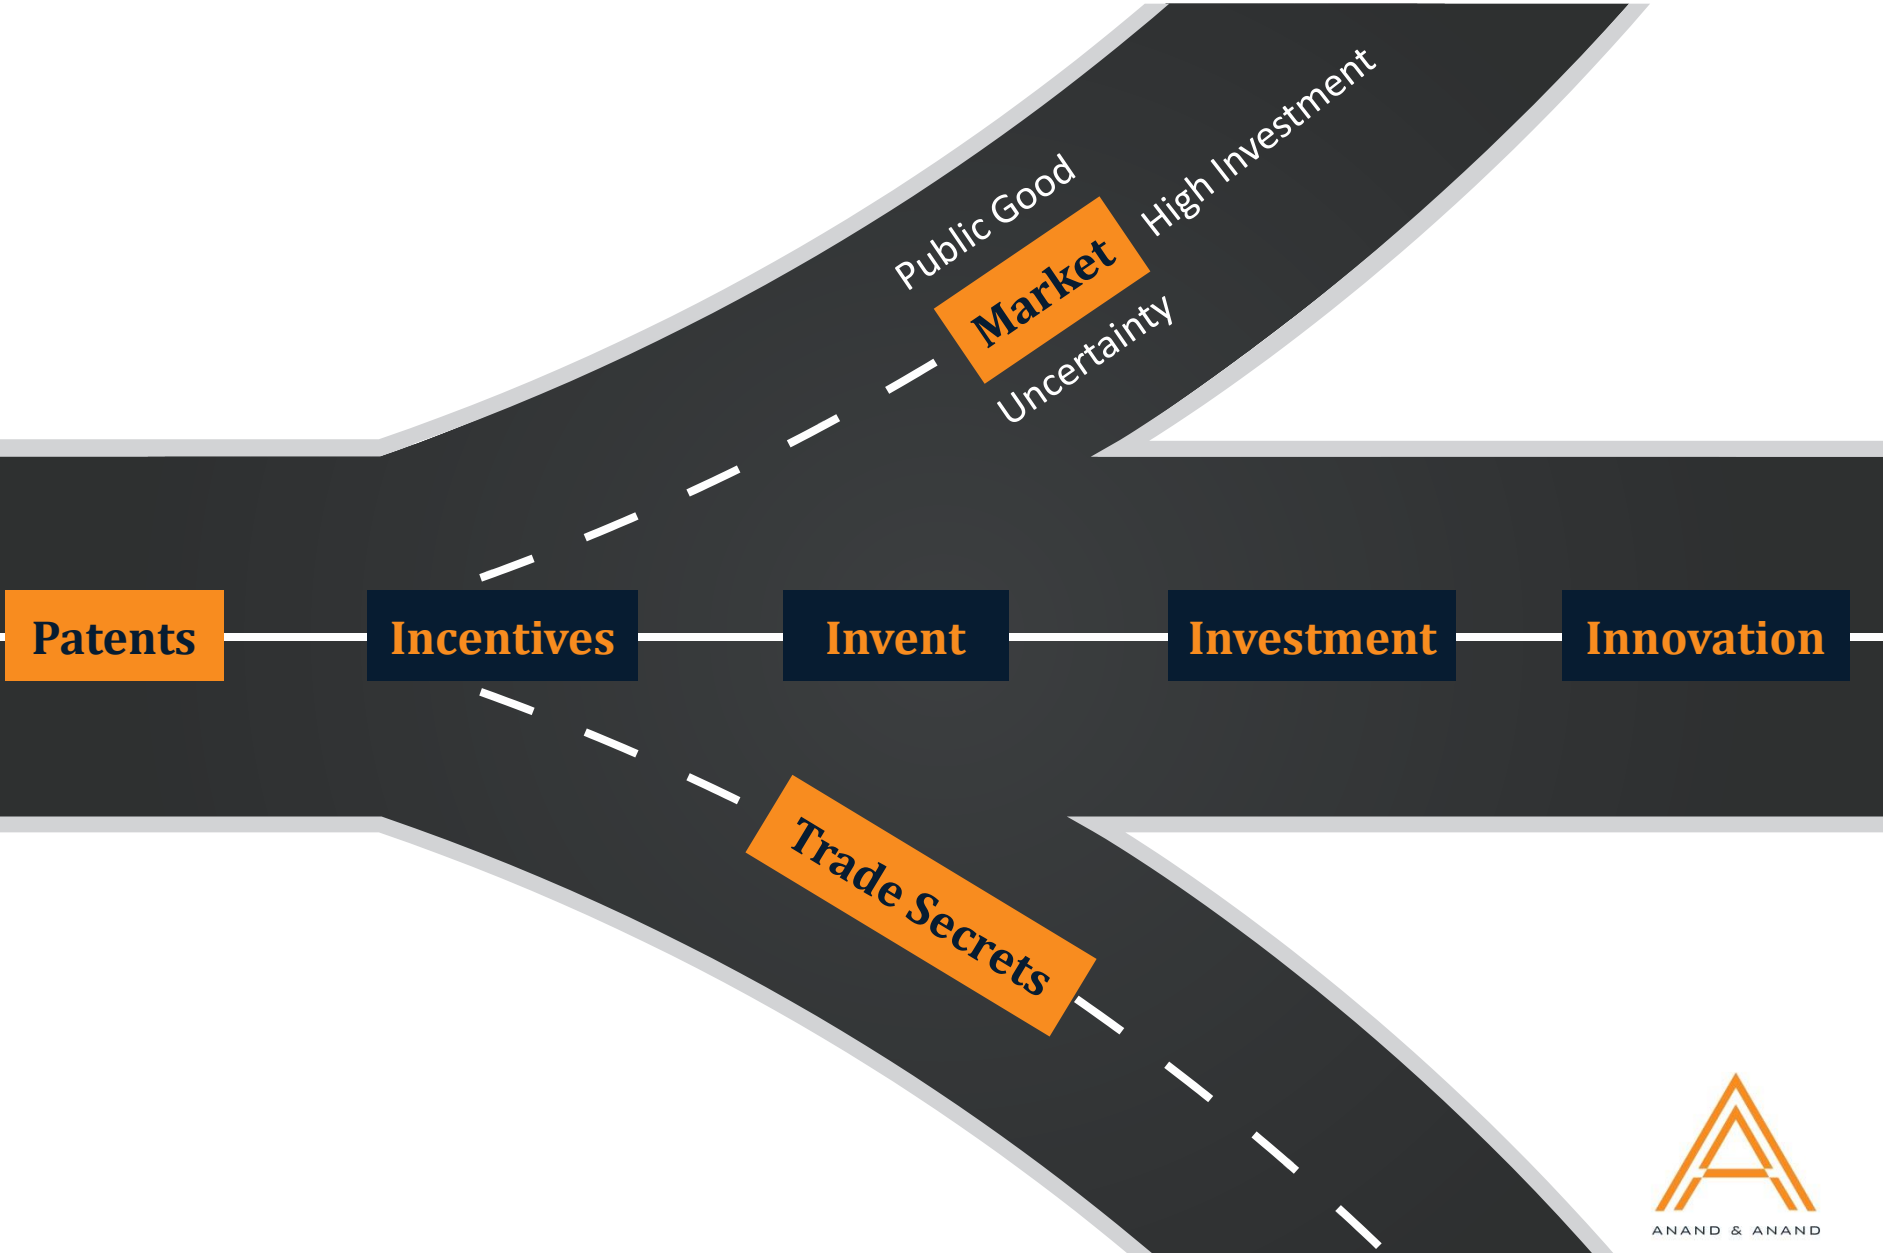 Public Good
High Investment
Market
Uncertainty
Patents
Incentives
Invent
Investment
Innovation
Trade Secrets
ANAND & ANAND